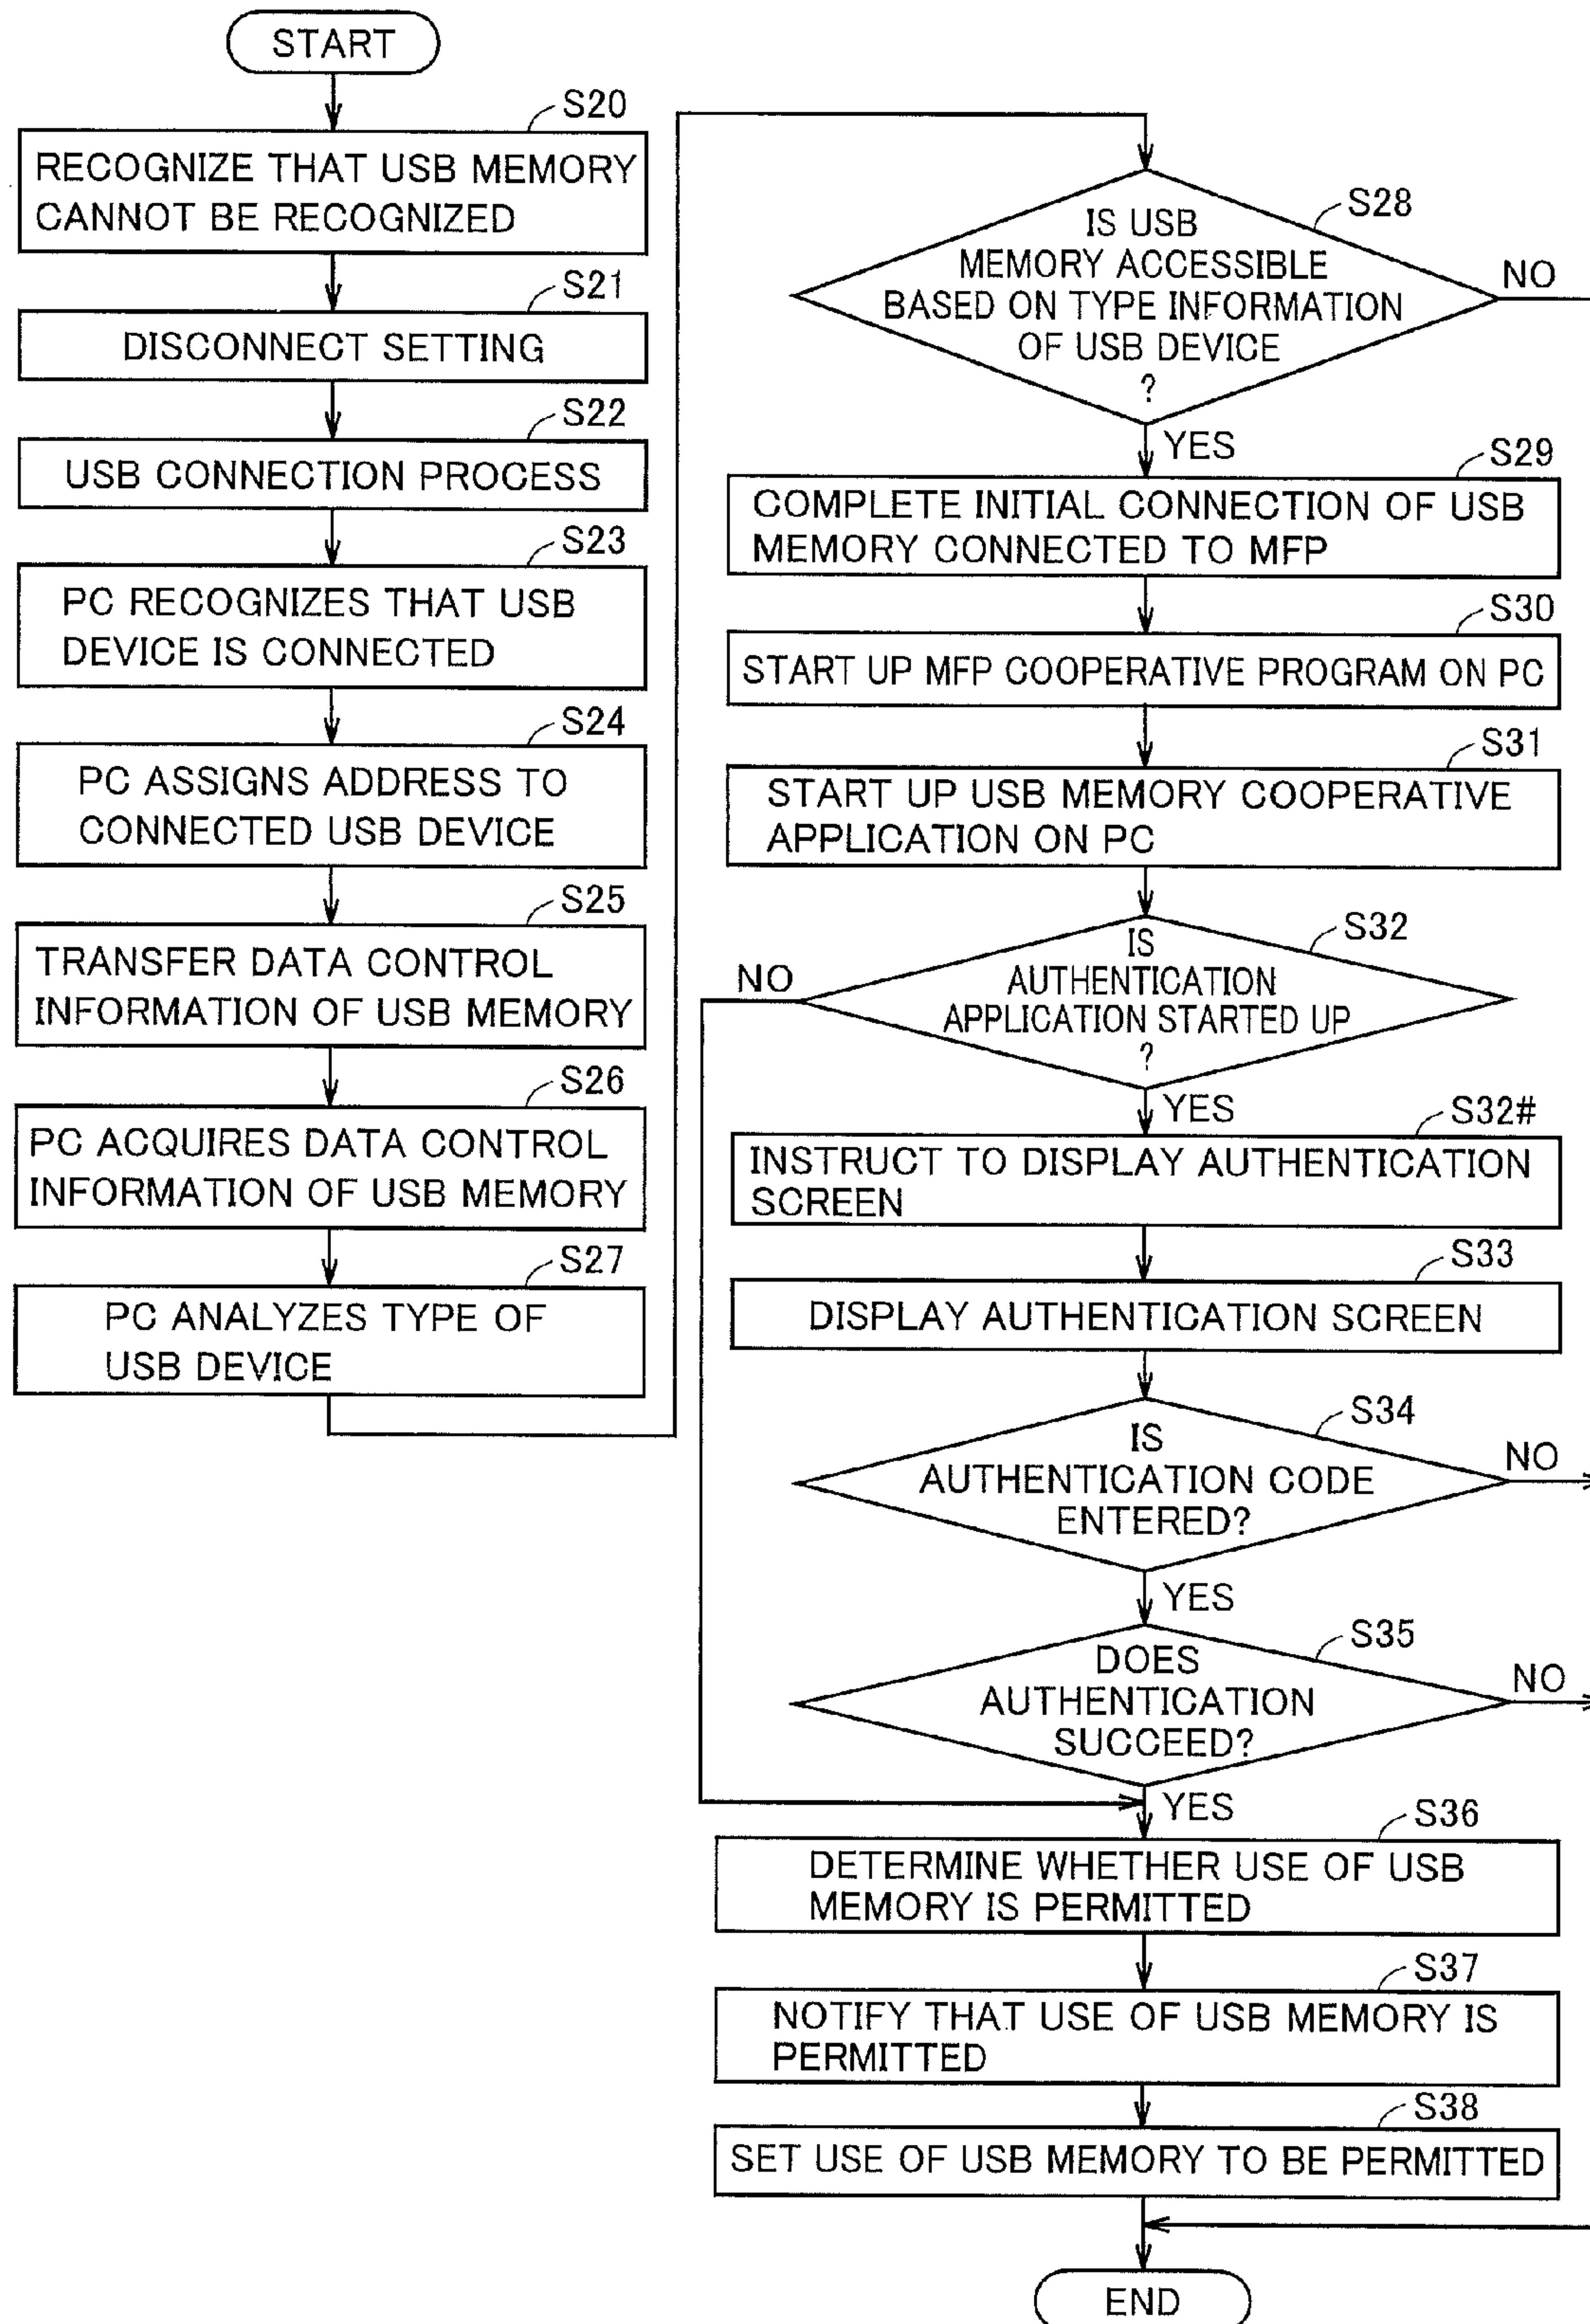 START
S20
RECOGNIZE THAT USB MEMORY
CANNOT BE RECOGNIZED
S21
DISCONNECT SETTING
S22
USB CONNECTION PROCESS
S23
PC RECOGNIZES THAT USB
DEVICE IS CONNECTED
S24
PC ASSIGNS ADDRESS TO
CONNECTED USB DEVICE
S25
TRANSFER DATA CONTROL
INFORMATION OF USB MEMORY
S26
PC ACQUIRES DATA CONTROL
INFORMATION OF USB MEMORY
S27
PC ANALYZES TYPE OF
USB DEVICE
S28
IS USB
MEMORY ACCESSIBLE
BASED ON TYPE INFORMATION
OF USB DEVICE
?
NO
YES
S29
COMPLETE INITIAL CONNECTION OF USB
MEMORY CONNECTED TO MFP
S30
START UP MFP COOPERATIVE PROGRAM ON PC
S31
START UP USB MEMORY COOPERATIVE
APPLICATION ON PC
S32
IS
AUTHENTICATION
APPLICATION STARTED UP
?
NO
YES
S32#
INSTRUCT TO DISPLAY AUTHENTICATION
SCREEN
S33
DISPLAY AUTHENTICATION SCREEN
S34
IS
AUTHENTICATION CODE
ENTERED?
NO
YES
S35
DOES
AUTHENTICATION
SUCCEED?
NO
YES
S36
DETERMINE WHETHER USE OF USB
MEMORY IS PERMITTED
S37
NOTIFY THAT USE OF USB MEMORY IS
PERMITTED
S38
SET USE OF USB MEMORY TO BE PERMITTED
END